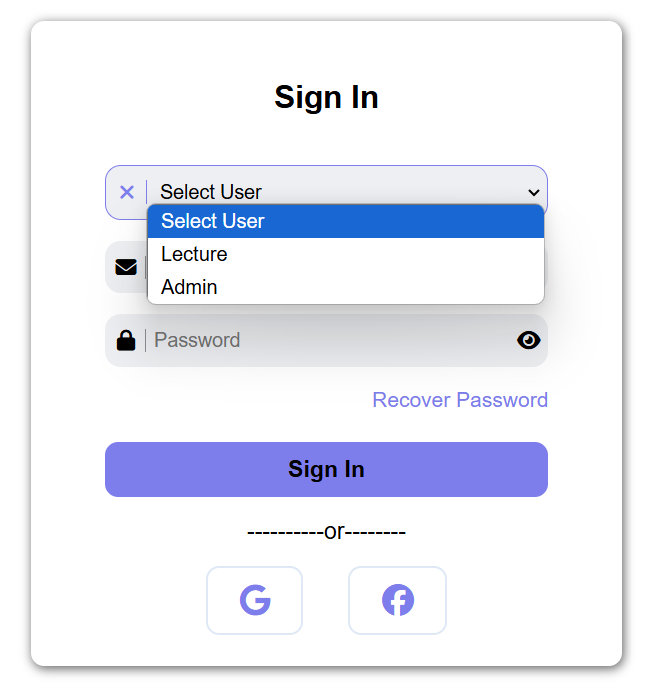 Sign In
Select User
Select User
Lecture
Admin
Password
Recover Password
Sign In
----------or--------